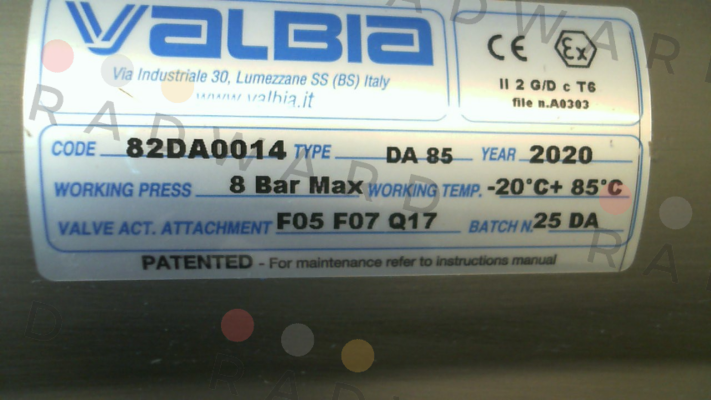 VALBIA
Via Industriale 30, Lumezzane SS (BS) Italy
www.valbia.it
CE Ex
II 2 G/D c T6
file n.A0303
CODE 82DA0014 TYPE DA 85 YEAR 2020
WORKING PRESS 8 Bar Max WORKING TEMP. -20°C+ 85°C
VALVE ACT. ATTACHMENT F05 F07 Q17 BATCH N. 25 DA
PATENTED - For maintenance refer to instructions manual
RADWARD
RADWARD